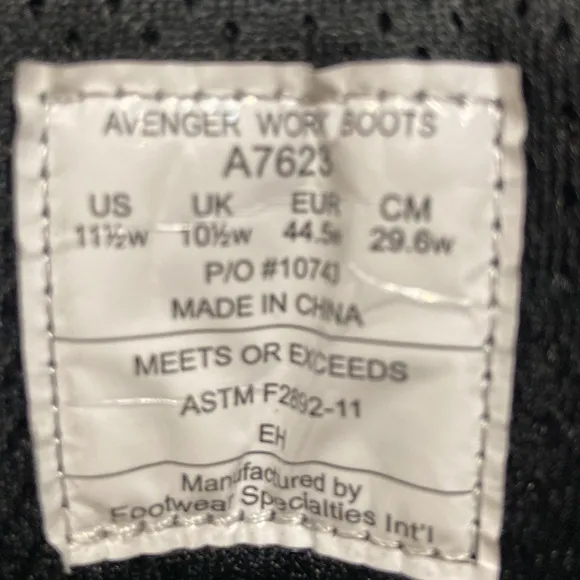 AVENGER WORK BOOTS
A7623
US UK EUR CM
11½W 10½W 44.5W 29.6W
P/O #10743
MADE IN CHINA
MEETS OR EXCEEDS
ASTM F2892-11
EH
Manufactured by
Footwear Specialties Int'l